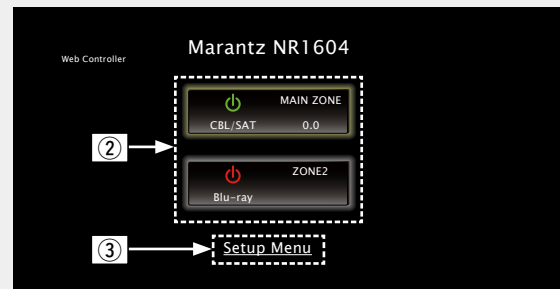 Marantz NR1604
Web Controller
MAIN ZONE
CBL/SAT 0.0
②
ZONE2
Blu-ray
③
Setup Menu